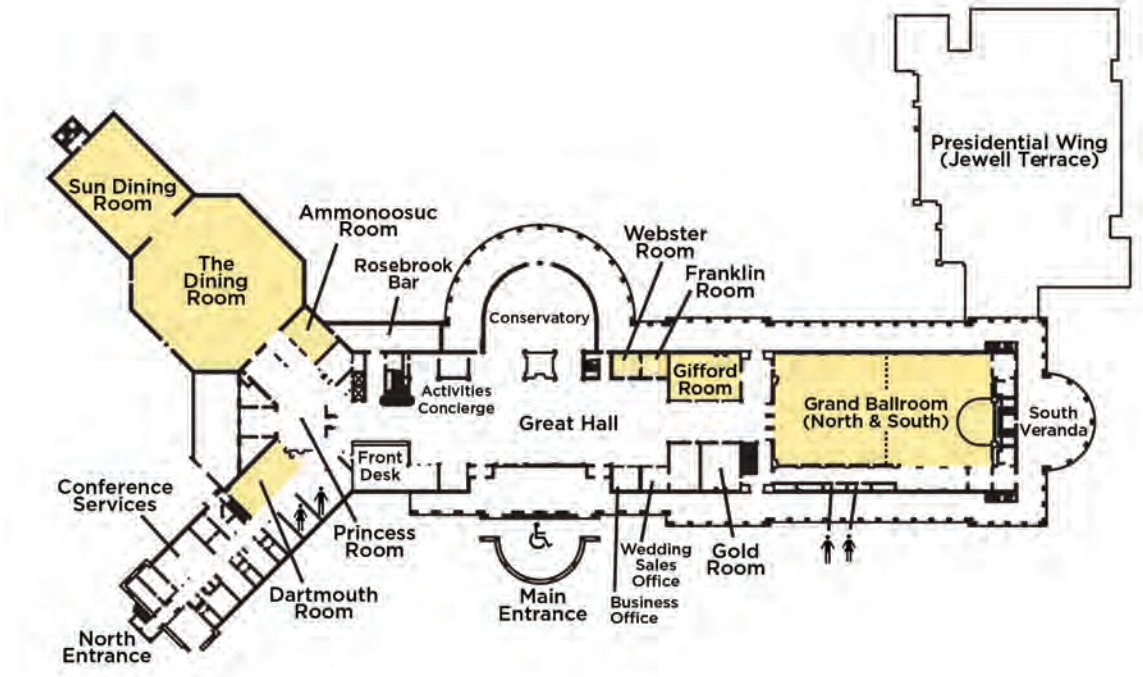 Presidential Wing
(Jewell Terrace)
Sun Dining
Room
Ammonoosuc
Room
Rosebrook
Bar
Webster
Room
Franklin
Room
The
Dining
Room
Conservatory
Activities
Concierge
Gifford
Room
Grand Ballroom
(North & South)
South
Veranda
Great Hall
Front
Desk
Conference
Services
Princess
Room
Dartmouth
Room
Main
Entrance
Wedding
Sales
Office
Business
Office
Gold
Room
North
Entrance